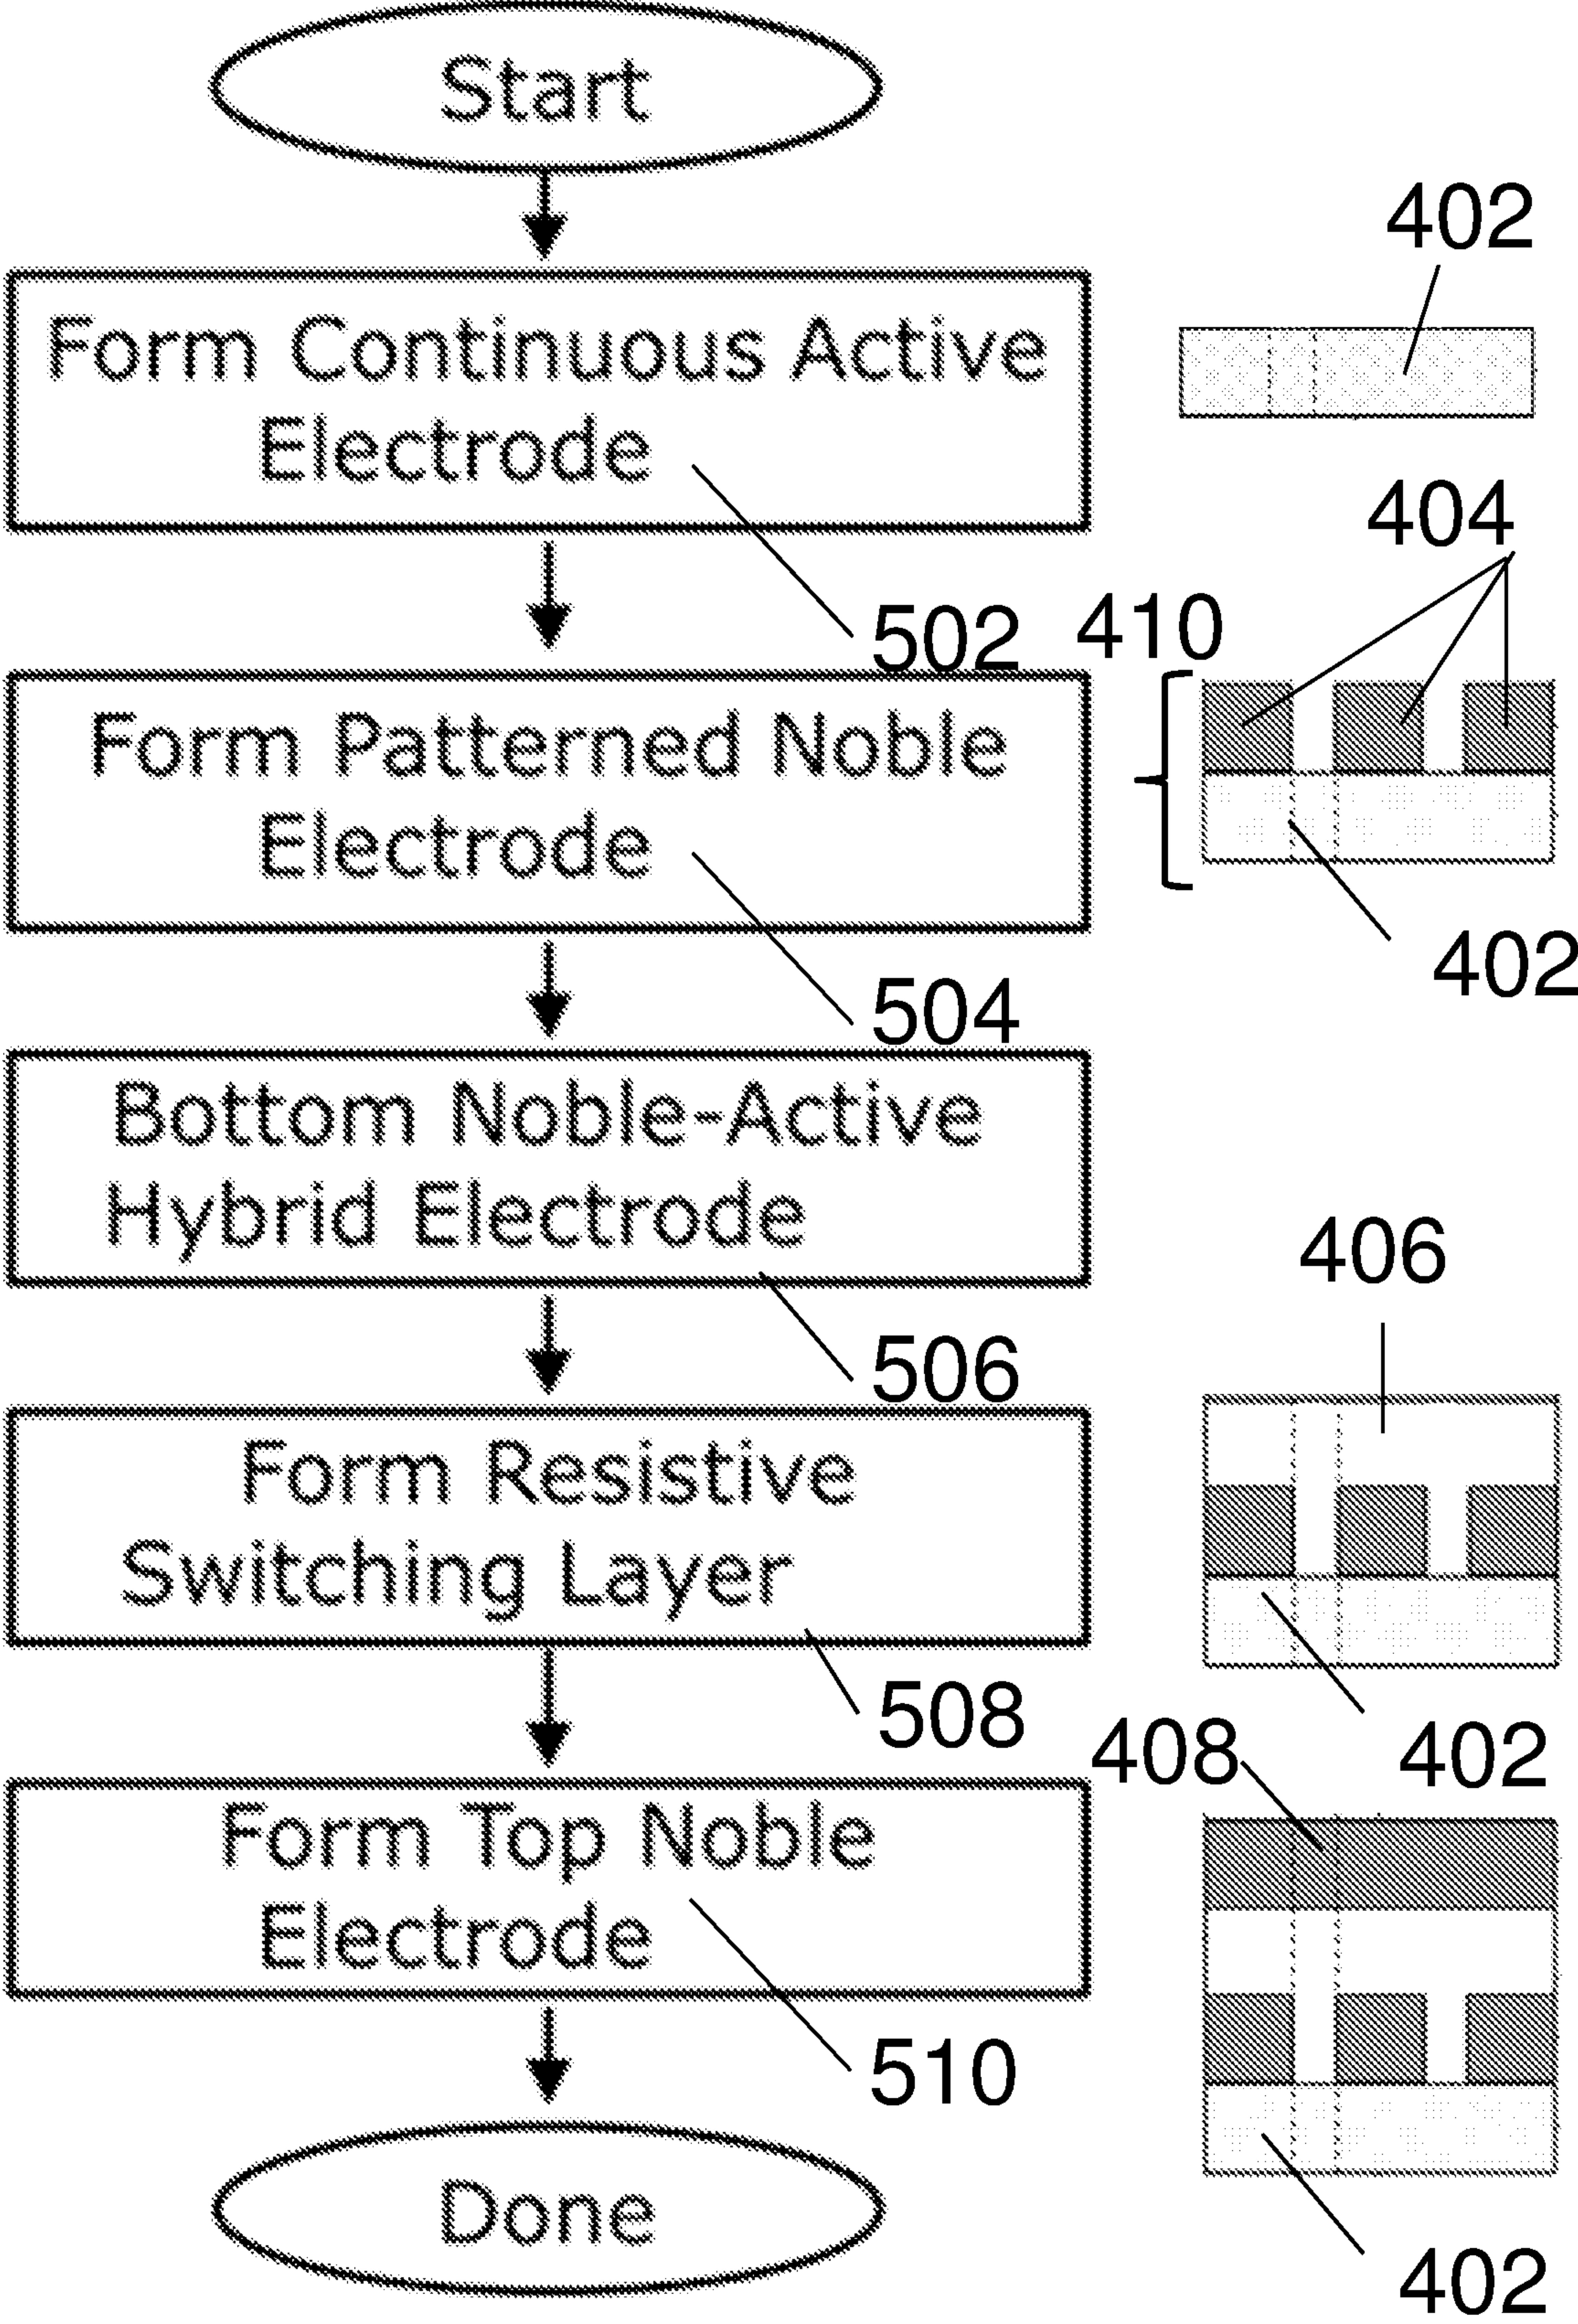 Start
402
Form Continuous Active
Electrode
404
502
410
Form Patterned Noble
Electrode
402
504
Bottom Noble-Active
Hybrid Electrode
406
506
Form Resistive
Switching Layer
508
408
402
Form Top Noble
Electrode
510
Done
402